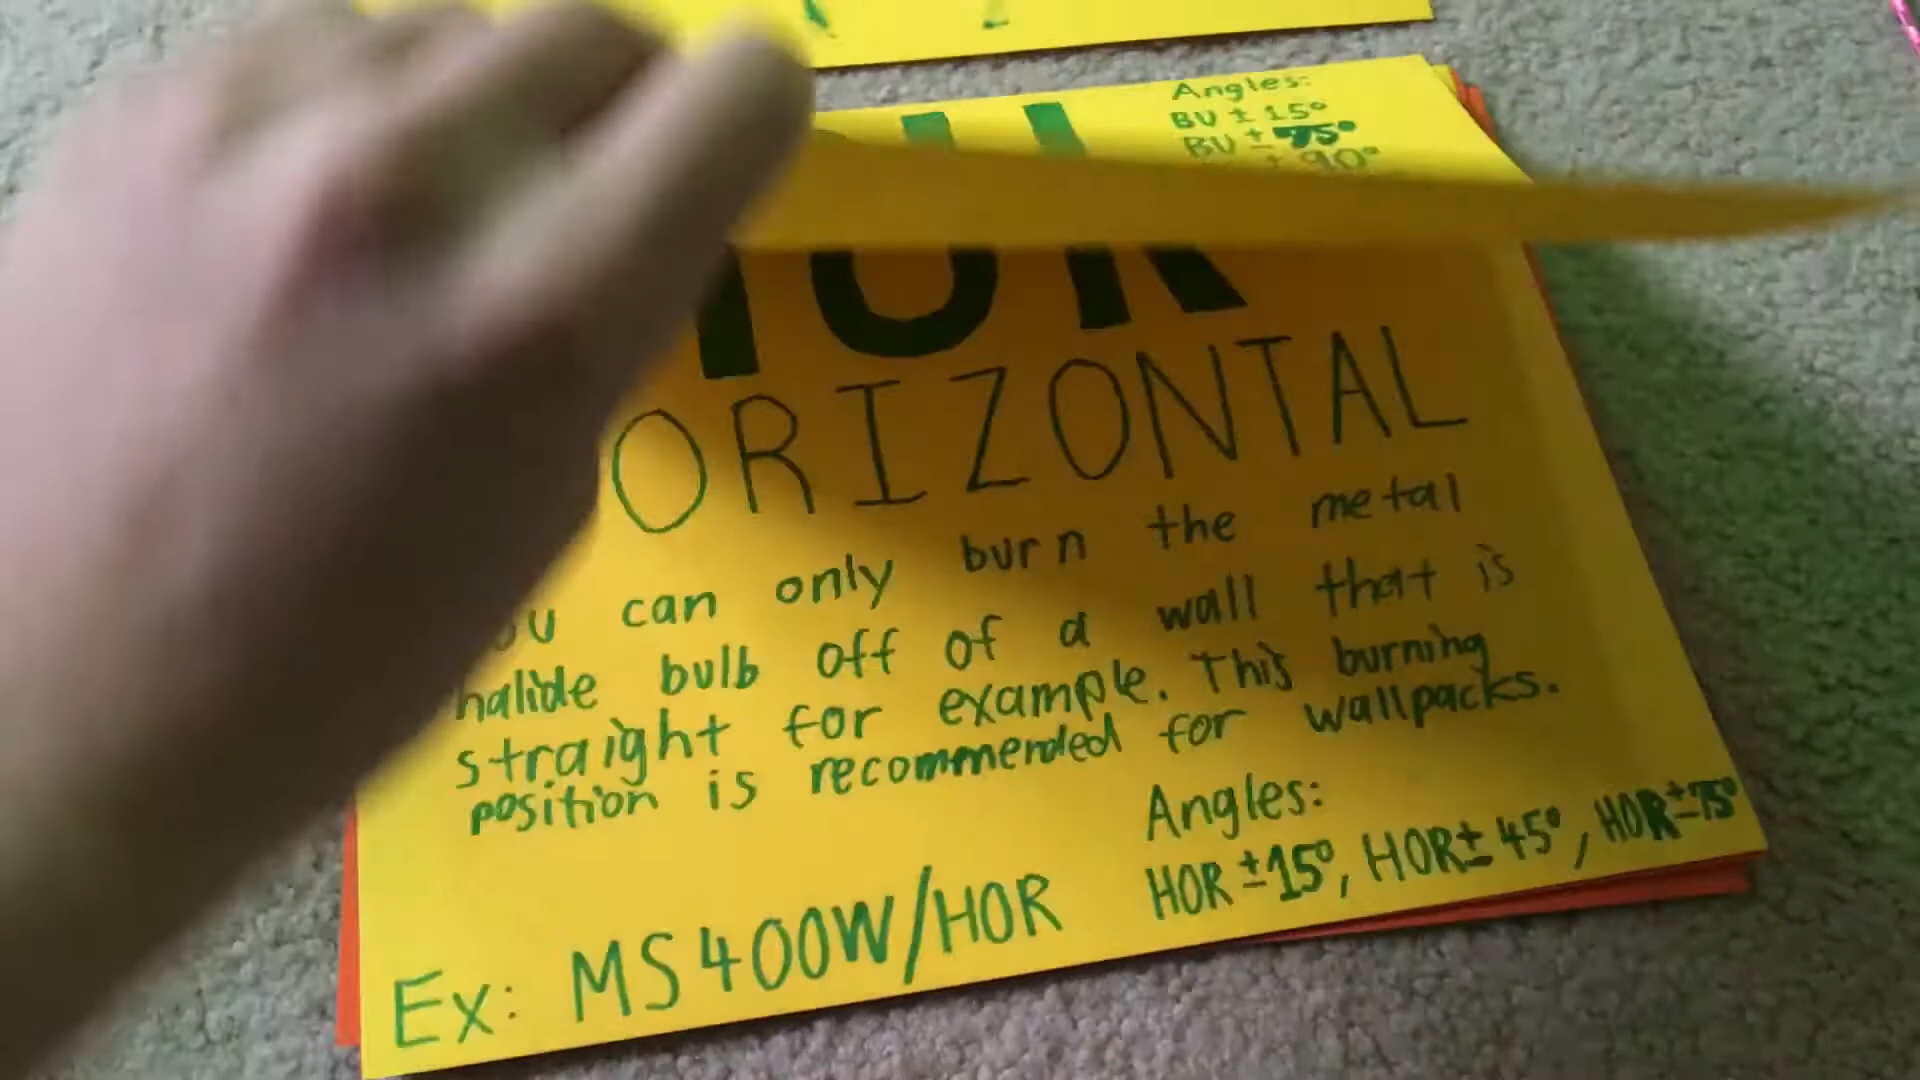 Angles:
BU ± 15°
BU ± 75°
± 90°
ORIZONTAL
can only burn the metal
halide bulb off of a wall that is
straight for example. This burning
position is recommended for wallpacks.
Angles:
HOR ±15°, HOR± 45°, HOR±75°
Ex: MS400W/HOR